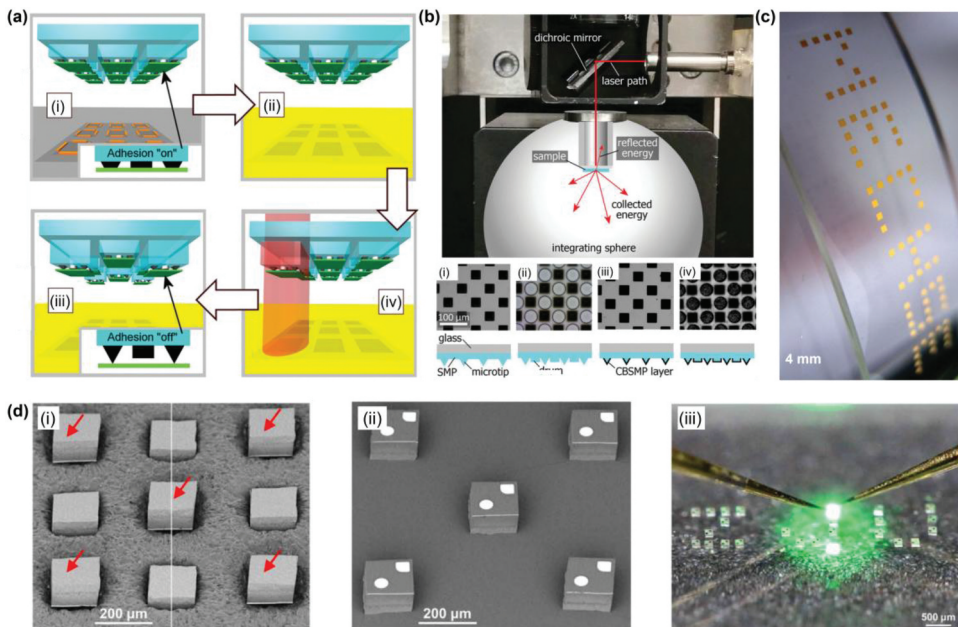 (a)
(i)
Adhesion "on"
(ii)
(iii)
Adhesion "off"
(iv)
(b)
dichroic mirror
laser path
sample
reflected
energy
collected
energy
integrating sphere
(i)
(ii)
(iii)
(iv)
100 µm
glass
SMP
microtip
drum
CBSMP layer
(c)
4 mm
(d)
(i)
200 µm
(ii)
200 µm
(iii)
500 µm